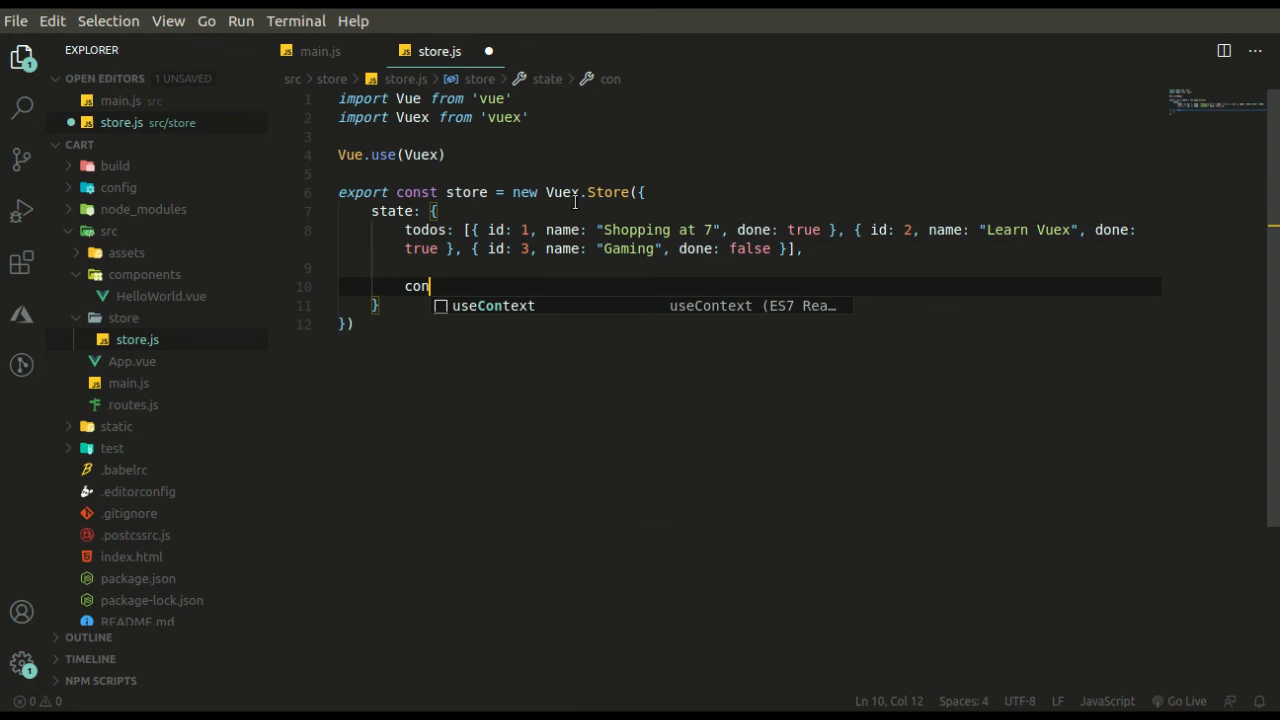 File Edit Selection View Go Run Terminal Help
EXPLORER
OPEN EDITORS 1 UNSAVED
main.js src
store.js src/store
CART
build
config
node_modules
src
assets
components
HelloWorld.vue
store
store.js
App.vue
main.js
routes.js
static
test
.babelrc
.editorconfig
.gitignore
.postcssrc.js
index.html
package.json
package-lock.json
README.md
OUTLINE
TIMELINE
NPM SCRIPTS
1
1
main.js store.js
src store store.js store state con
1 import Vue from 'vue'
2 import Vuex from 'vuex'
3
4 Vue.use(Vuex)
5
6 export const store = new Vuex.Store({
7 state: {
8 todos: [{ id: 1, name: "Shopping at 7", done: true }, { id: 2, name: "Learn Vuex", done:
true }, { id: 3, name: "Gaming", done: false }],
9
10 con
11 }
useContext useContext (ES7 Rea…
12 })
0 0 Ln 10, Col 12 Spaces: 4 UTF-8 LF JavaScript Go Live